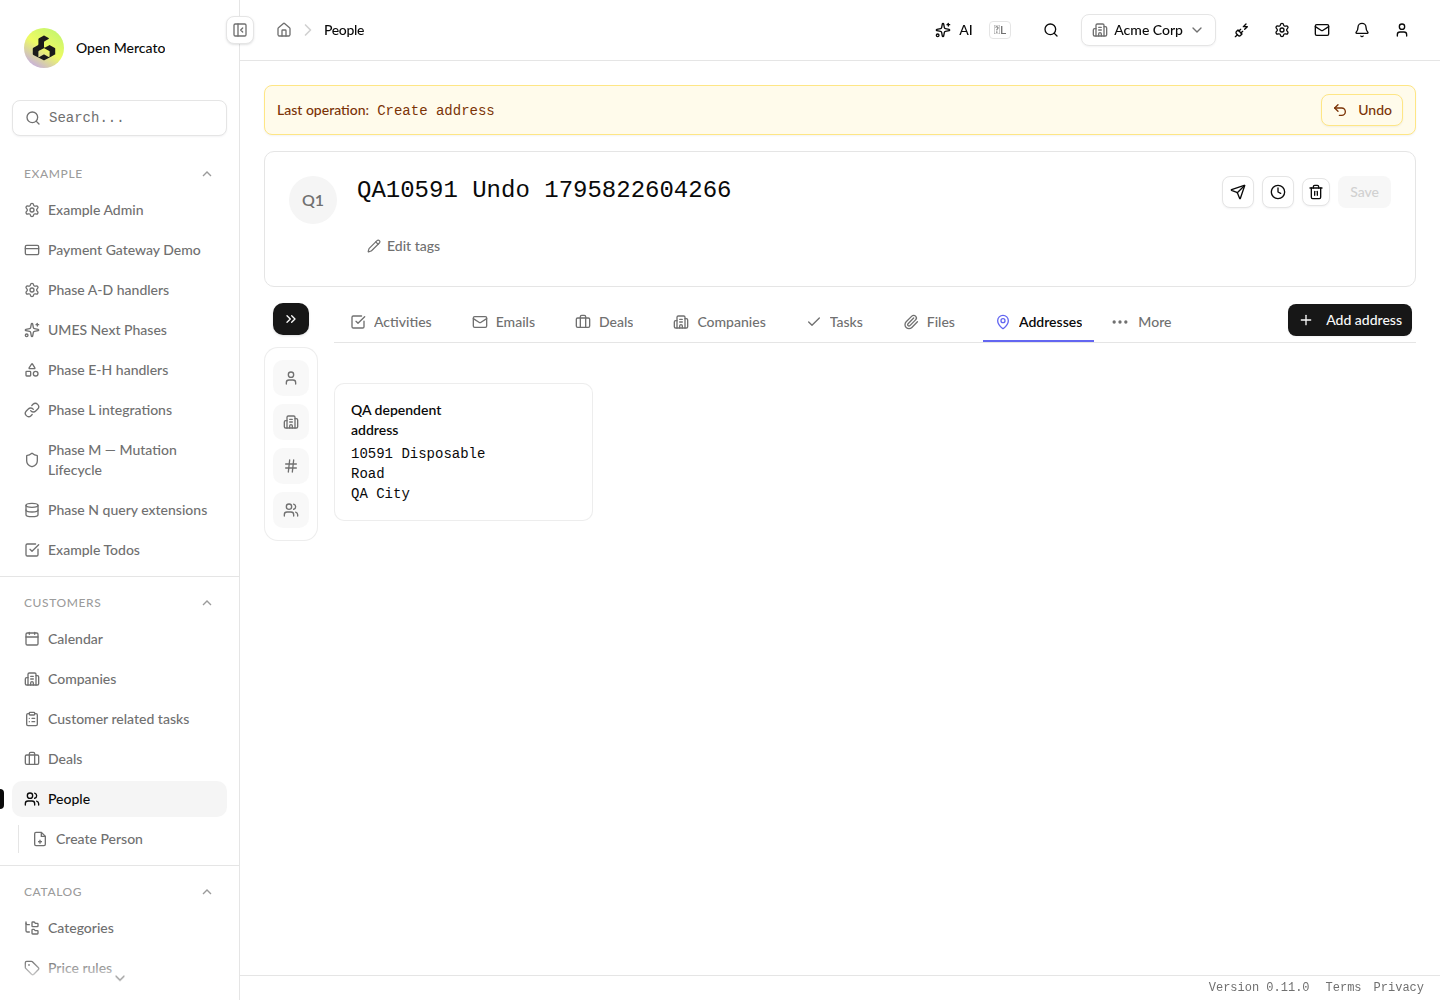 Open Mercato
People
AI
L
Acme Corp
Search...
Last operation: Create address
Undo
EXAMPLE
Example Admin
Payment Gateway Demo
Phase A-D handlers
UMES Next Phases
Phase E-H handlers
Phase L integrations
Phase M — Mutation
Lifecycle
Phase N query extensions
Example Todos
CUSTOMERS
Calendar
Companies
Customer related tasks
Deals
People
Create Person
CATALOG
Categories
Price rules
Q1
QA10591 Undo 1795822604266
Save
Edit tags
Activities
Emails
Deals
Companies
Tasks
Files
Addresses
More
Add address
QA dependent
address
10591 Disposable
Road
QA City
Version 0.11.0
Terms
Privacy